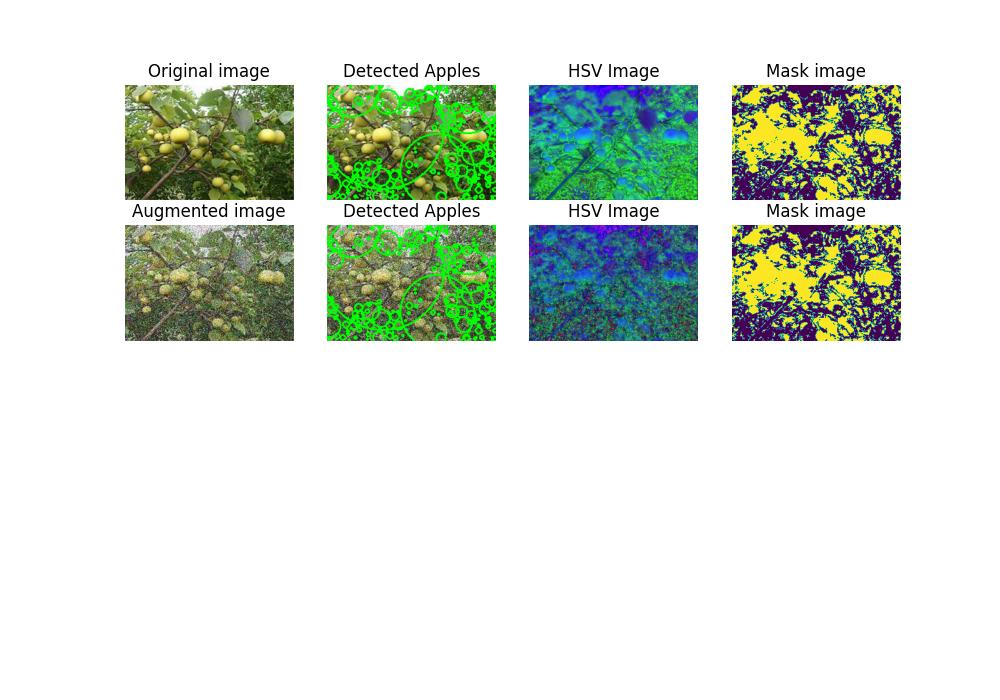 Original image
Detected Apples
HSV Image
Mask image
Augmented image
Detected Apples
HSV Image
Mask image